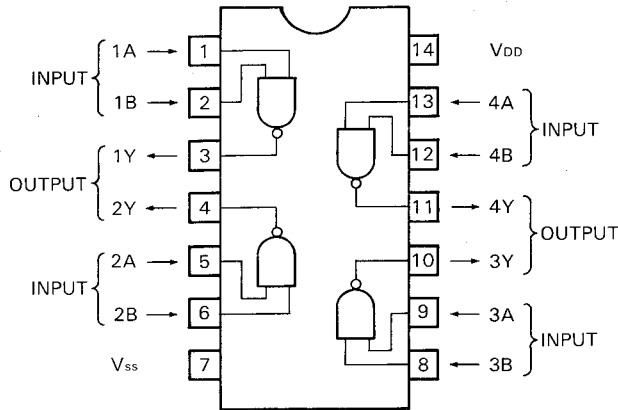 1A 1 14 VDD
INPUT 13 4A
1B 2 INPUT
1Y 3 12 4B
OUTPUT
2Y 4 11 4Y
OUTPUT
2A 5 10 3Y
INPUT
2B 6 9 3A
INPUT
Vss 7 8 3B